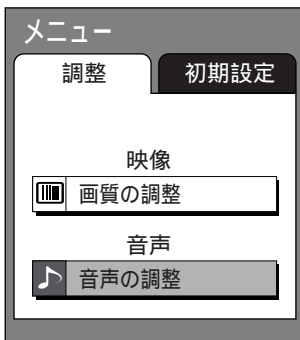 メニュー
調整
初期設定
映像
画質の調整
音声
音声の調整